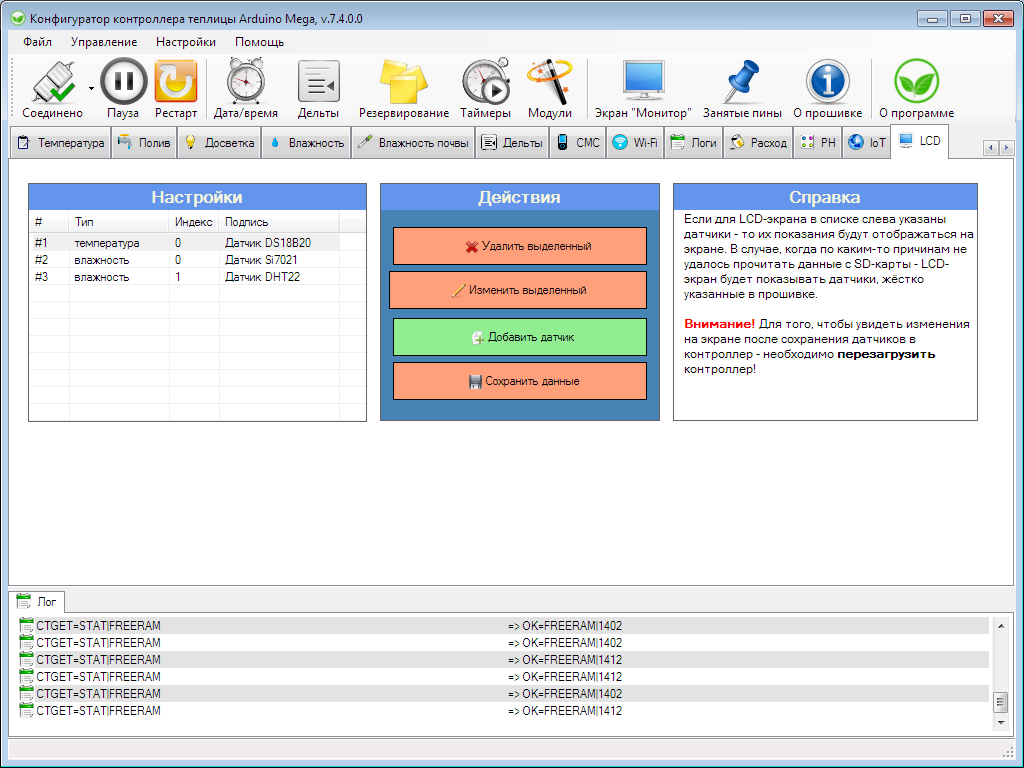 Конфигуратор контроллера теплицы Arduino Mega, v.7.4.0.0
Файл Управление Настройки Помощь
Соединено Пауза Рестарт Дата/время Дельты Резервирование Таймеры Модули Экран "Монитор" Занятые пины О прошивке О программе
Температура Полив Досветка Влажность Влажность почвы Дельты СМС Wi-Fi Логи Расход PH IoT LCD
Настройки
# Тип Индекс Подпись
#1 температура 0 Датчик DS18B20
#2 влажность 0 Датчик Si7021
#3 влажность 1 Датчик DHT22
Действия
Удалить выделенный
Изменить выделенный
Добавить датчик
Сохранить данные
Справка
Если для LCD-экрана в списке слева указаны
датчики - то их показания будут отображаться на
экране. В случае, когда по каким-то причинам не
удалось прочитать данные с SD-карты - LCD-
экран будет показывать датчики, жёстко
указанные в прошивке.
Внимание! Для того, чтобы увидеть изменения
на экране после сохранения датчиков в
контроллер - необходимо перезагрузить
контроллер!
Лог
CTGET=STAT|FREERAM => OK=FREERAM|1402
CTGET=STAT|FREERAM => OK=FREERAM|1402
CTGET=STAT|FREERAM => OK=FREERAM|1412
CTGET=STAT|FREERAM => OK=FREERAM|1412
CTGET=STAT|FREERAM => OK=FREERAM|1402
CTGET=STAT|FREERAM => OK=FREERAM|1412